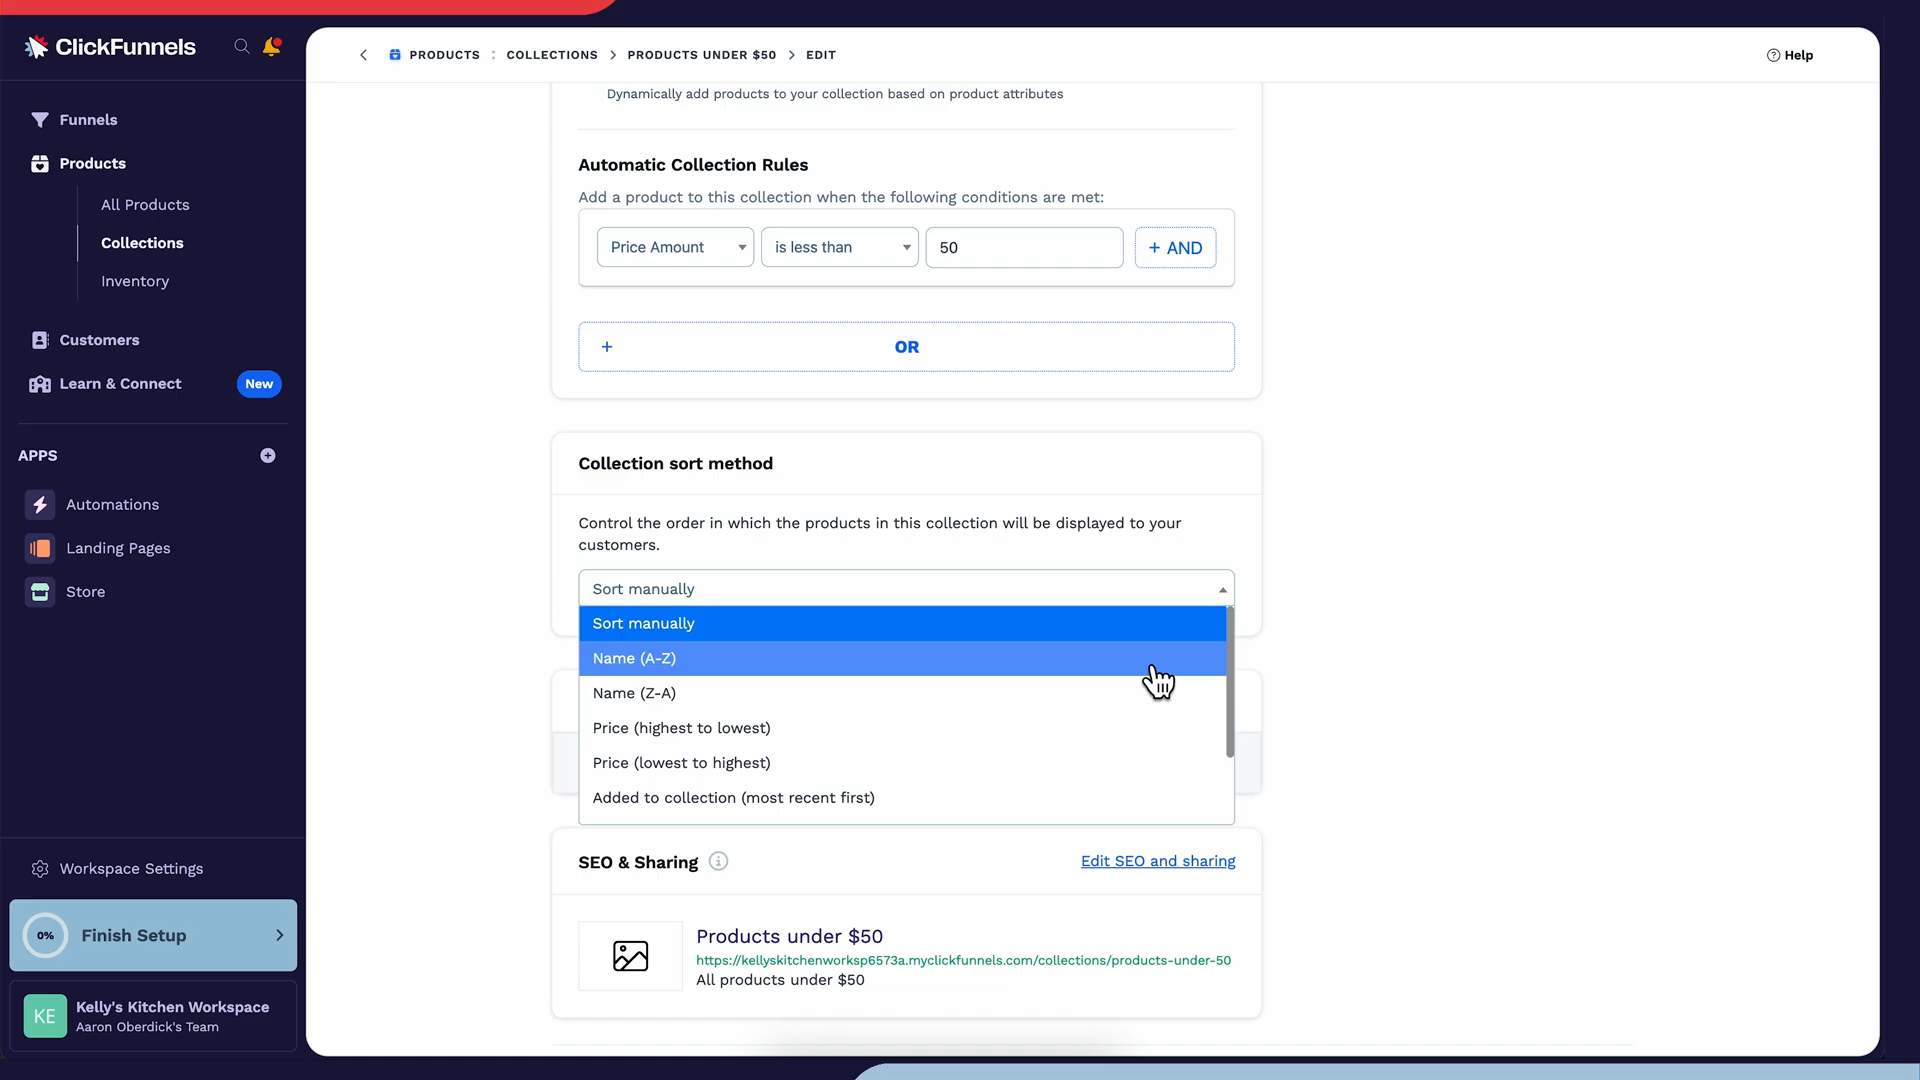 ClickFunnels
PRODUCTS : COLLECTIONS > PRODUCTS UNDER $50 > EDIT
Help
Funnels
Products
All Products
Collections
Inventory
Customers
Learn & Connect
New
APPS
Automations
Landing Pages
Store
Workspace Settings
0%
Finish Setup
KE
Kelly's Kitchen Workspace
Aaron Oberdick's Team
Dynamically add products to your collection based on product attributes
Automatic Collection Rules
Add a product to this collection when the following conditions are met:
Price Amount
is less than
50
+ AND
+ OR
Collection sort method
Control the order in which the products in this collection will be displayed to your
customers.
Sort manually
Sort manually
Name (A-Z)
Name (Z-A)
Price (highest to lowest)
Price (lowest to highest)
Added to collection (most recent first)
SEO & Sharing
Edit SEO and sharing
Products under $50
https://kellyskitchenworksp6573a.myclickfunnels.com/collections/products-under-50
All products under $50